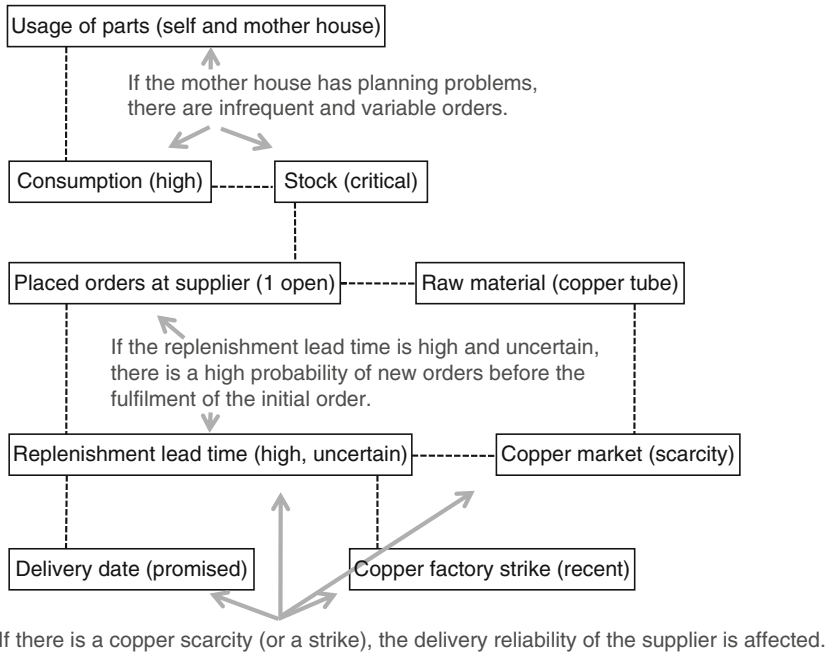 Usage of parts (self and mother house)
If the mother house has planning problems,
there are infrequent and variable orders.
Consumption (high)
Stock (critical)
Placed orders at supplier (1 open)
Raw material (copper tube)
If the replenishment lead time is high and uncertain,
there is a high probability of new orders before the
fulfilment of the initial order.
Replenishment lead time (high, uncertain)
Copper market (scarcity)
Delivery date (promised)
Copper factory strike (recent)
If there is a copper scarcity (or a strike), the delivery reliability of the supplier is affected.